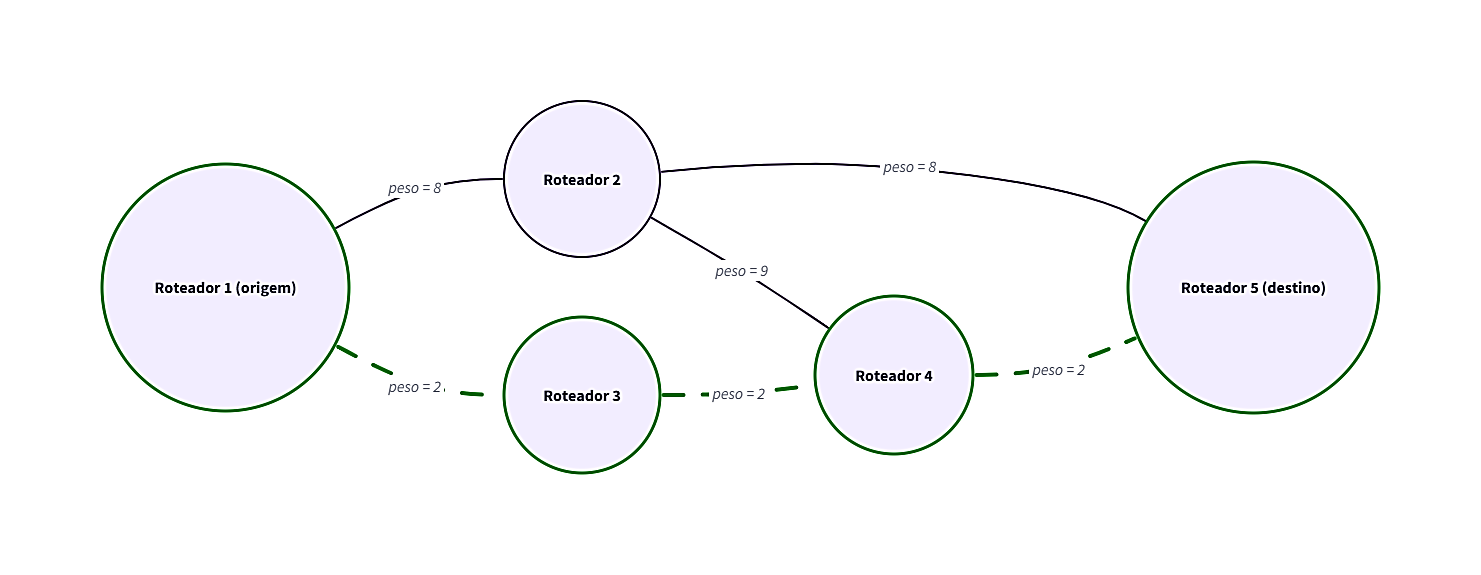 peso = 8
Roteador 2
peso = 8
peso = 9
Roteador 1 (origem)
Roteador 5 (destino)
peso = 2
Roteador 3
peso = 2
Roteador 4
peso = 2